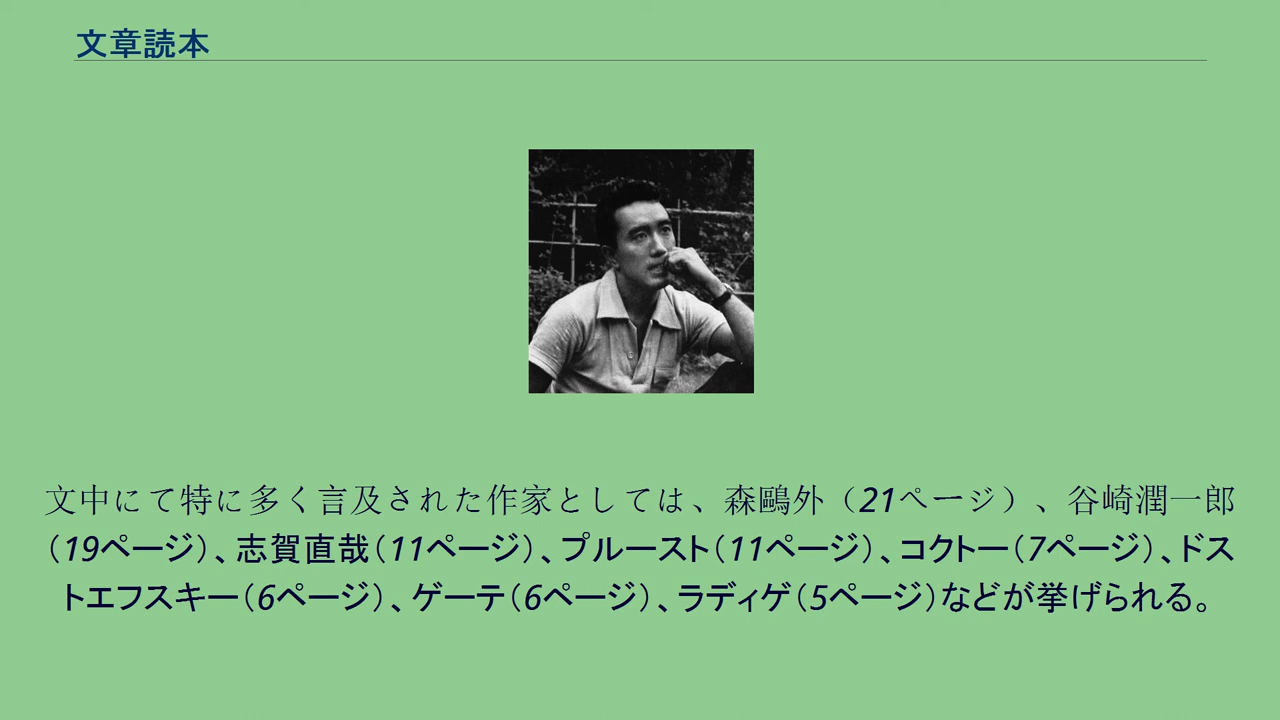 文章読本
文中にて特に多く言及された作家としては、森鷗外（21ページ）、谷崎潤一郎
（19ページ）、志賀直哉（11ページ）、プルースト（11ページ）、コクトー（7ページ）、ドス
トエフスキー（6ページ）、ゲーテ（6ページ）、ラディゲ（5ページ）などが挙げられる。